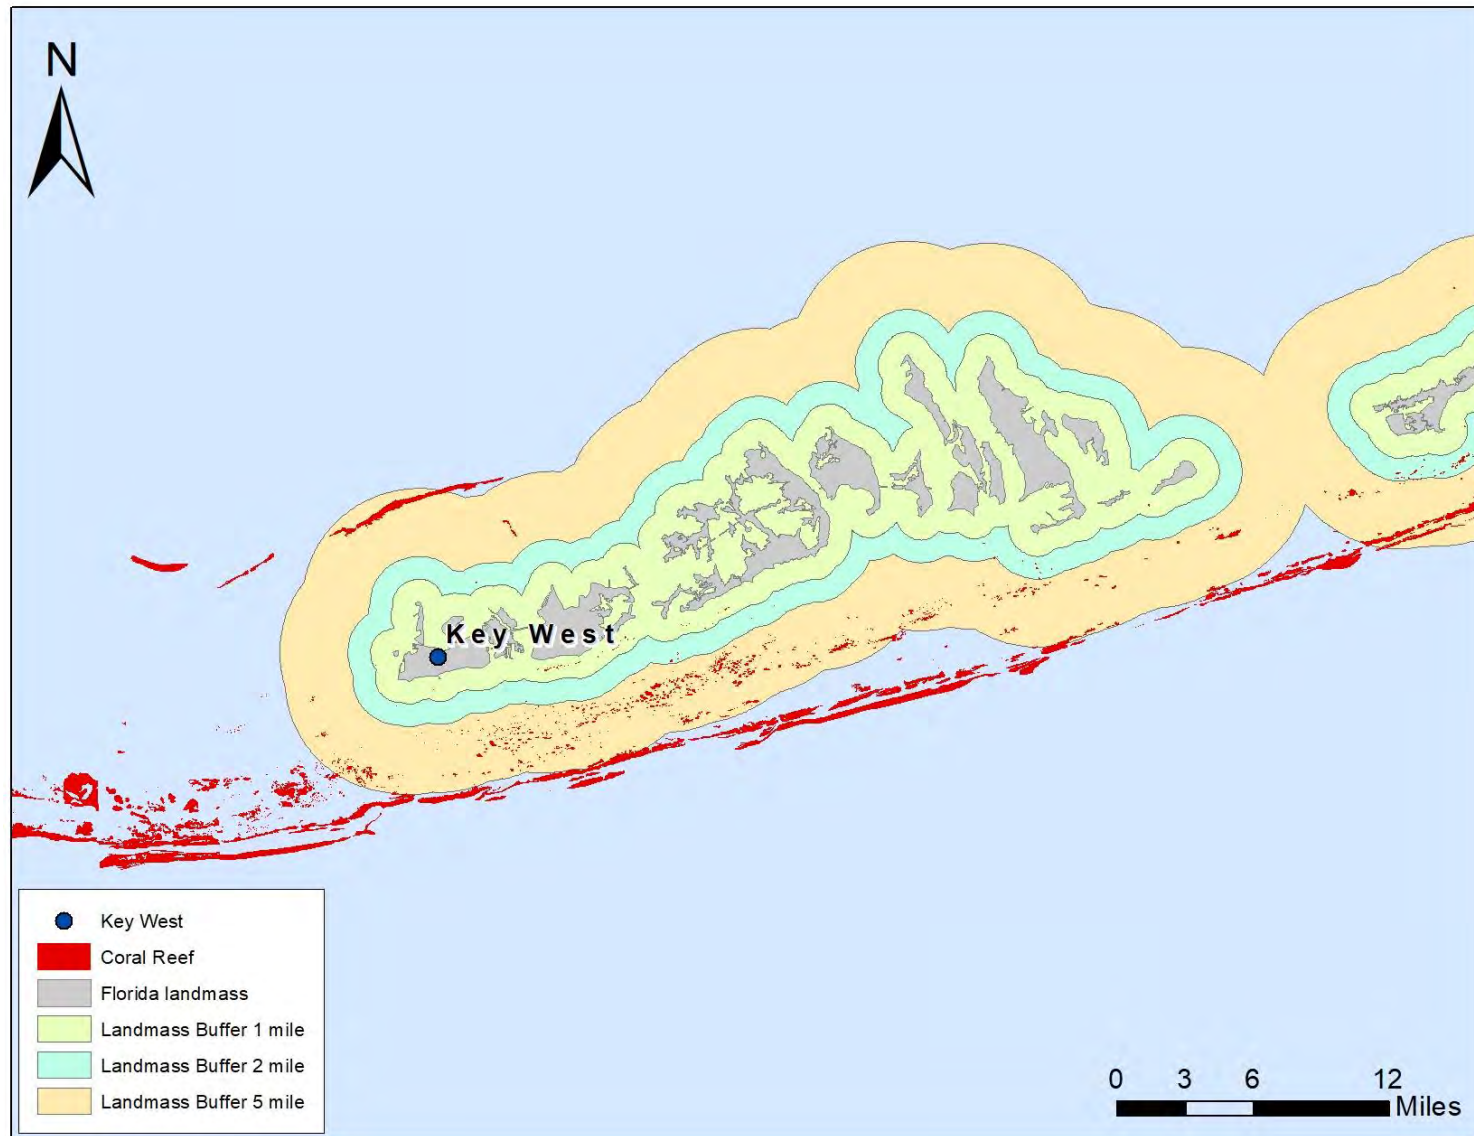 N
Key West
Key West
Coral Reef
Florida landmass
Landmass Buffer 1 mile
Landmass Buffer 2 mile
Landmass Buffer 5 mile
0 3 6 12
Miles